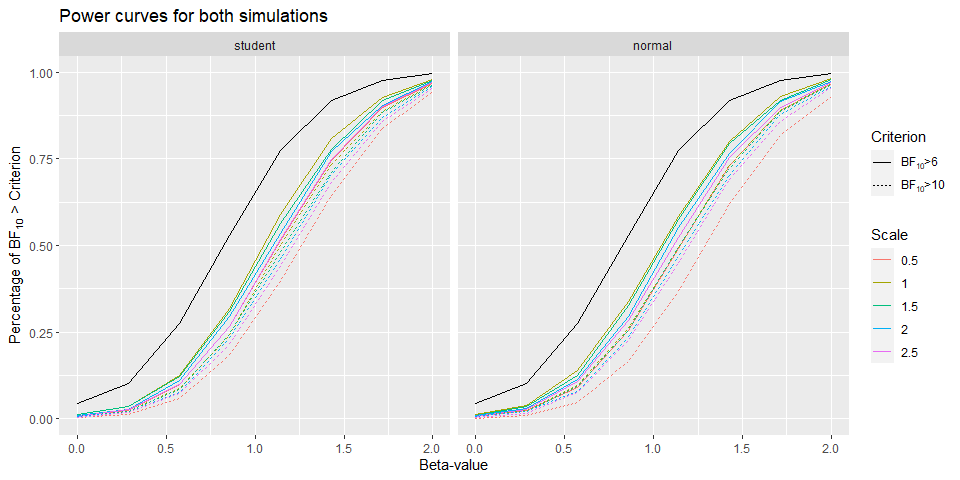 Power curves for both simulations
student
normal
1.00
0.75
0.50
0.25
0.00
Percentage of BF10 > Criterion
0.0 0.5 1.0 1.5 2.0
0.0 0.5 1.0 1.5 2.0
Beta-value
Criterion
BF10>6
BF10>10
Scale
0.5
1
1.5
2
2.5